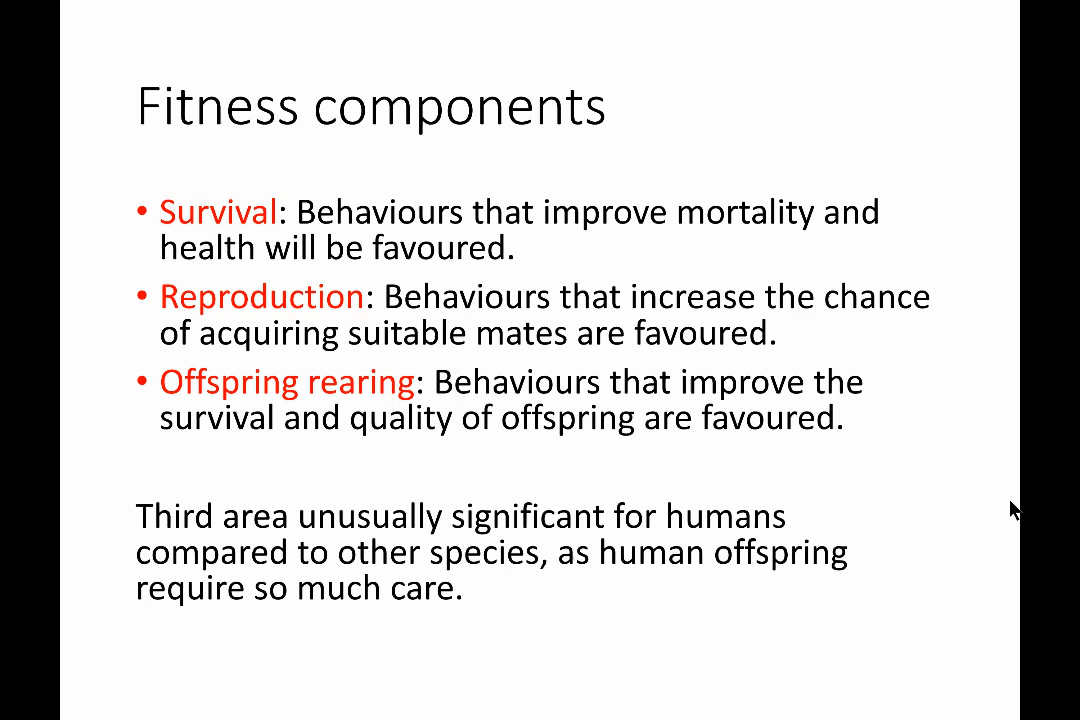 Fitness components
• Survival: Behaviours that improve mortality and
health will be favoured.
• Reproduction: Behaviours that increase the chance
of acquiring suitable mates are favoured.
• Offspring rearing: Behaviours that improve the
survival and quality of offspring are favoured.
Third area unusually significant for humans
compared to other species, as human offspring
require so much care.